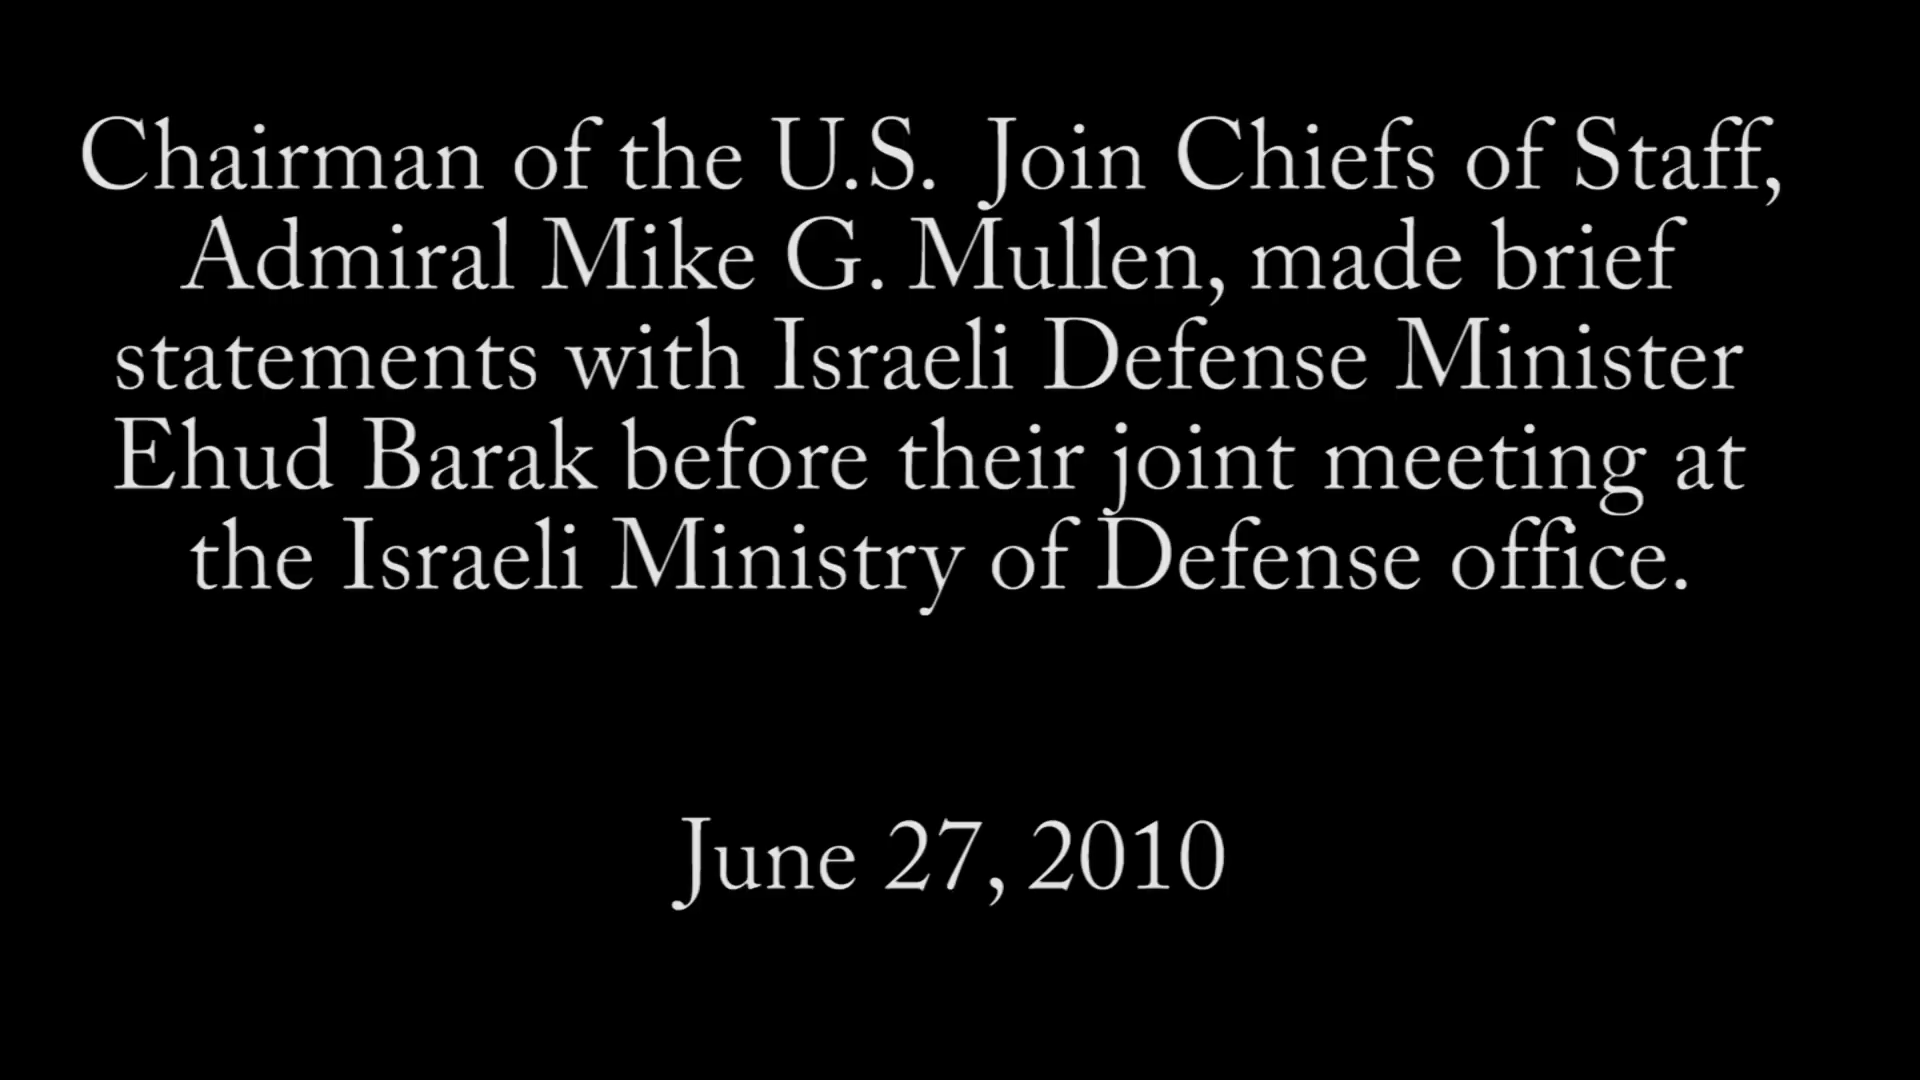 Chairman of the U.S. Join Chiefs of Staff,
Admiral Mike G. Mullen, made brief
statements with Israeli Defense Minister
Ehud Barak before their joint meeting at
the Israeli Ministry of Defense office.
June 27, 2010